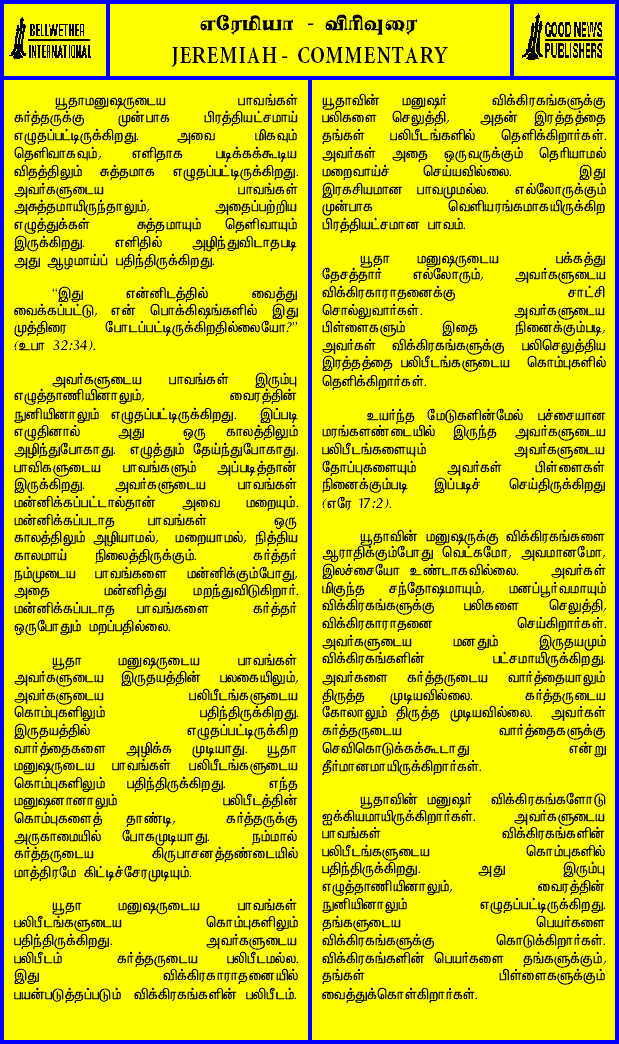 BELLWETHER
INTERNATIONAL
எரேமியா - விரிவுரை
JEREMIAH - COMMENTARY
GOOD NEWS
PUBLISHERS
யூதாமனுஷருடைய பாவங்கள்
கர்த்தருக்கு முன்பாக பிரத்தியட்சமாய்
எழுதப்பட்டிருக்கிறது. அவை மிகவும்
தெளிவாகவும், எளிதாக படிக்கக்கூடிய
விதத்திலும் சுத்தமாக எழுதப்பட்டிருக்கிறது.
அவர்களுடைய பாவங்கள்
அசுத்தமாயிருந்தாலும், அதைப்பற்றிய
எழுத்துக்கள் சுத்தமாயும் தெளிவாயும்
இருக்கிறது. எளிதில் அழிந்துவிடாதபடி
அது ஆழமாய்ப் பதிந்திருக்கிறது.
“இது என்னிடத்தில் வைத்து
வைக்கப்பட்டு, என் பொக்கிஷங்களில் இது
முத்திரை போடப்பட்டிருக்கிறதில்லையோ?”
(உபா 32:34).
அவர்களுடைய பாவங்கள் இரும்பு
எழுத்தாணியினாலும், வைரத்தின்
நுனியினாலும் எழுதப்பட்டிருக்கிறது. இப்படி
எழுதினால் அது ஒரு காலத்திலும்
அழிந்துபோகாது. எழுத்தும் தேய்ந்துபோகாது.
பாவிகளுடைய பாவங்களும் அப்படித்தான்
இருக்கிறது. அவர்களுடைய பாவங்கள்
மன்னிக்கப்பட்டால்தான் அவை மறையும்.
மன்னிக்கப்படாத பாவங்கள் ஒரு
காலத்திலும் அழியாமல், மறையாமல், நித்திய
காலமாய் நிலைத்திருக்கும். கர்த்தர்
நம்முடைய பாவங்களை மன்னிக்கும்போது,
அதை மன்னித்து மறந்துவிடுகிறார்.
மன்னிக்கப்படாத பாவங்களை கர்த்தர்
ஒருபோதும் மறப்பதில்லை.
யூதா மனுஷருடைய பாவங்கள்
அவர்களுடைய இருதயத்தின் பலகையிலும்,
அவர்களுடைய பலிபீடங்களுடைய
கொம்புகளிலும் பதிந்திருக்கிறது.
இருதயத்தில் எழுதப்பட்டிருக்கிற
வார்த்தைகளை அழிக்க முடியாது. யூதா
மனுஷருடைய பாவங்கள் பலிபீடங்களுடைய
கொம்புகளிலும் பதிந்திருக்கிறது. எந்த
மனுஷனானாலும் பலிபீடத்தின்
கொம்புகளைத் தாண்டி, கர்த்தருக்கு
அருகாமையில் போகமுடியாது. நம்மால்
கர்த்தருடைய கிருபாசனத்தண்டையில்
மாத்திரமே கிட்டிச்சேரமுடியும்.
யூதா மனுஷருடைய பாவங்கள்
பலிபீடங்களுடைய கொம்புகளிலும்
பதிந்திருக்கிறது. அவர்களுடைய
பலிபீடம் கர்த்தருடைய பலிபீடமல்ல.
இது விக்கிரகாராதனையில்
பயன்படுத்தப்படும் விக்கிரகங்களின் பலிபீடம்.
யூதாவின் மனுஷர் விக்கிரகங்களுக்கு
பலிகளை செலுத்தி, அதன் இரத்தத்தை
தங்கள் பலிபீடங்களில் தெளிக்கிறார்கள்.
அவர்கள் அதை ஒருவருக்கும் தெரியாமல்
மறைவாய்ச் செய்யவில்லை. இது
இரகசியமான பாவமுமல்ல. எல்லோருக்கும்
முன்பாக வெளியரங்கமாகயிருக்கிற
பிரத்தியட்சமான பாவம்.
யூதா மனுஷருடைய பக்கத்து
தேசத்தார் எல்லோரும், அவர்களுடைய
விக்கிரகாராதனைக்கு சாட்சி
சொல்லுவார்கள். அவர்களுடைய
பிள்ளைகளும் இதை நினைக்கும்படி,
அவர்கள் விக்கிரகங்களுக்கு பலிசெலுத்திய
இரத்தத்தை பலிபீடங்களுடைய கொம்புகளில்
தெளிக்கிறார்கள்.
உயர்ந்த மேடுகளின்மேல் பச்சையான
மரங்களண்டையில் இருந்த அவர்களுடைய
பலிபீடங்களையும் அவர்களுடைய
தோப்புகளையும் அவர்கள் பிள்ளைகள்
நினைக்கும்படி இப்படிச் செய்திருக்கிறது
(எரே 17:2).
யூதாவின் மனுஷருக்கு விக்கிரகங்களை
ஆராதிக்கும்போது வெட்கமோ, அவமானமோ,
இலச்சையோ உண்டாகவில்லை. அவர்கள்
மிகுந்த சந்தோஷமாயும், மனப்பூர்வமாயும்
விக்கிரகங்களுக்கு பலிகளை செலுத்தி,
விக்கிரகாராதனை செய்கிறார்கள்.
அவர்களுடைய மனதும் இருதயமும்
விக்கிரகங்களின் பட்சமாயிருக்கிறது.
அவர்களை கர்த்தருடைய வார்த்தையாலும்
திருத்த முடியவில்லை. கர்த்தருடைய
கோலாலும் திருத்த முடியவில்லை. அவர்கள்
கர்த்தருடைய வார்த்தைகளுக்கு
செவிகொடுக்கக்கூடாது என்று
தீர்மானமாயிருக்கிறார்கள்.
யூதாவின் மனுஷர் விக்கிரகங்களோடு
ஐக்கியமாயிருக்கிறார்கள். அவர்களுடைய
பாவங்கள் விக்கிரகங்களின்
பலிபீடங்களுடைய கொம்புகளில்
பதிந்திருக்கிறது. அது இரும்பு
எழுத்தாணியினாலும், வைரத்தின்
நுனியினாலும் எழுதப்பட்டிருக்கிறது.
தங்களுடைய பெயர்களை
விக்கிரகங்களுக்கு கொடுக்கிறார்கள்.
விக்கிரகங்களின் பெயர்களை தங்களுக்கும்,
தங்கள் பிள்ளைகளுக்கும்
வைத்துக்கொள்கிறார்கள்.